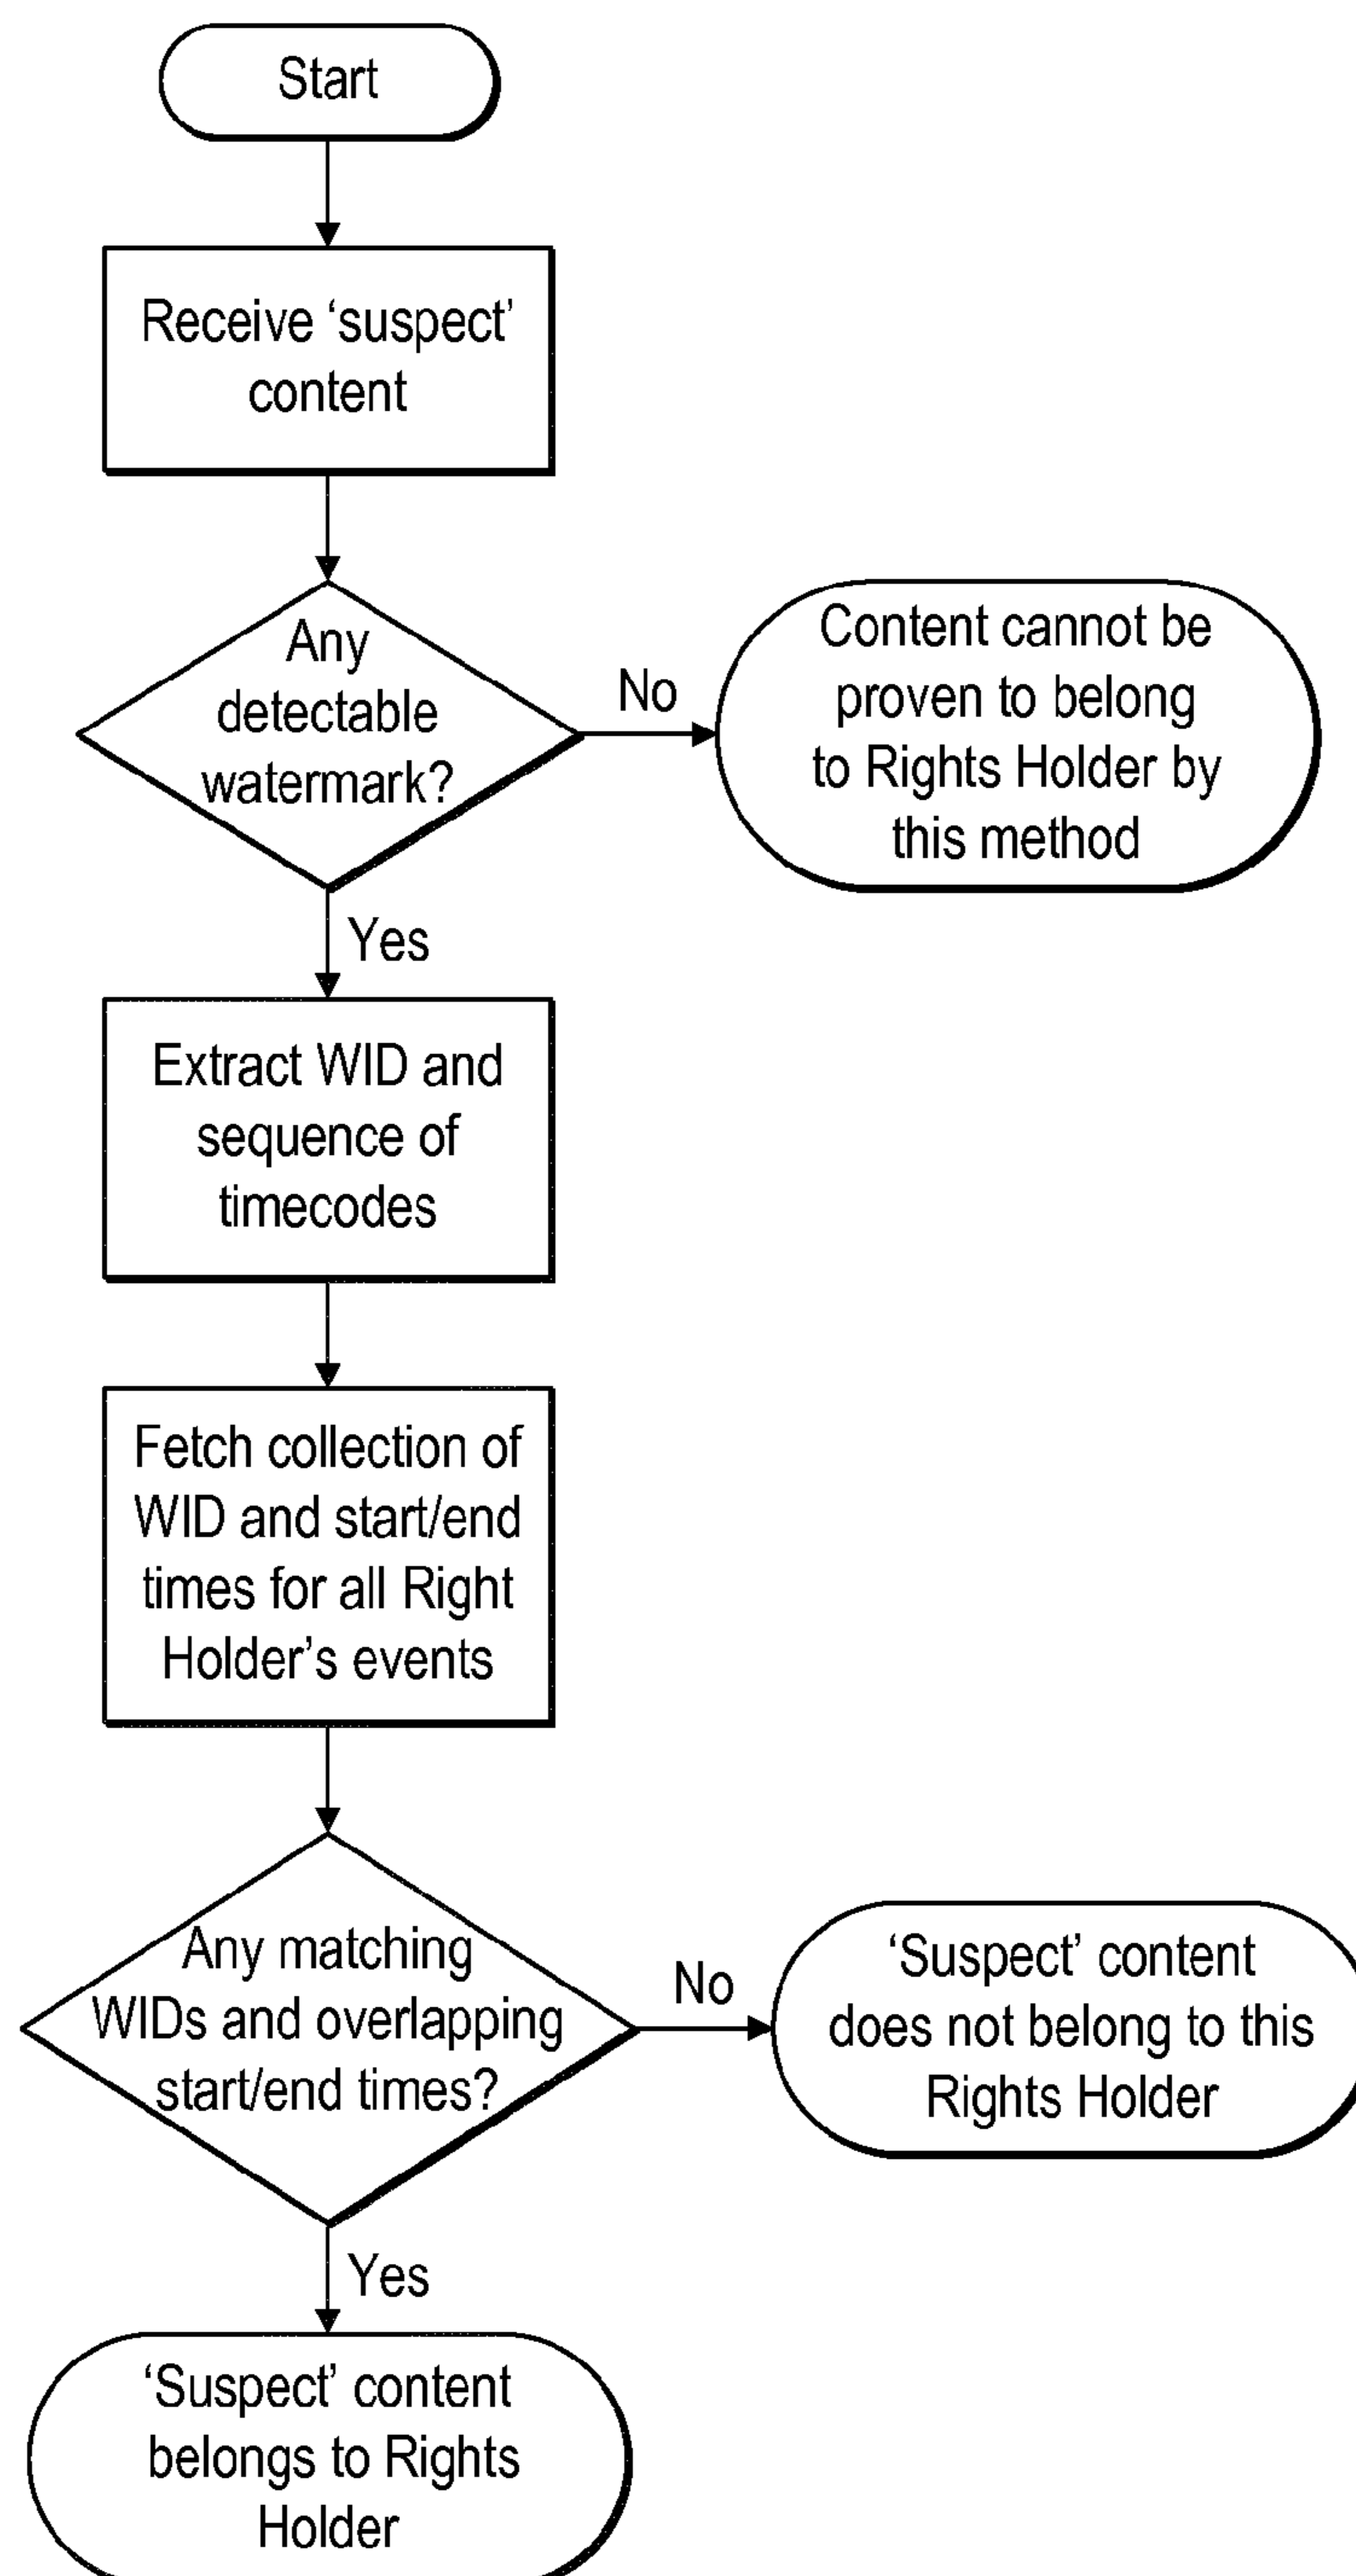 Start
Receive ‘suspect’
content
Any
detectable
watermark?
No
Content cannot be
proven to belong
to Rights Holder by
this method
Yes
Extract WID and
sequence of
timecodes
Fetch collection of
WID and start/end
times for all Right
Holder’s events
Any matching
WIDs and overlapping
start/end times?
No
‘Suspect’ content
does not belong to this
Rights Holder
Yes
‘Suspect’ content
belongs to Rights
Holder